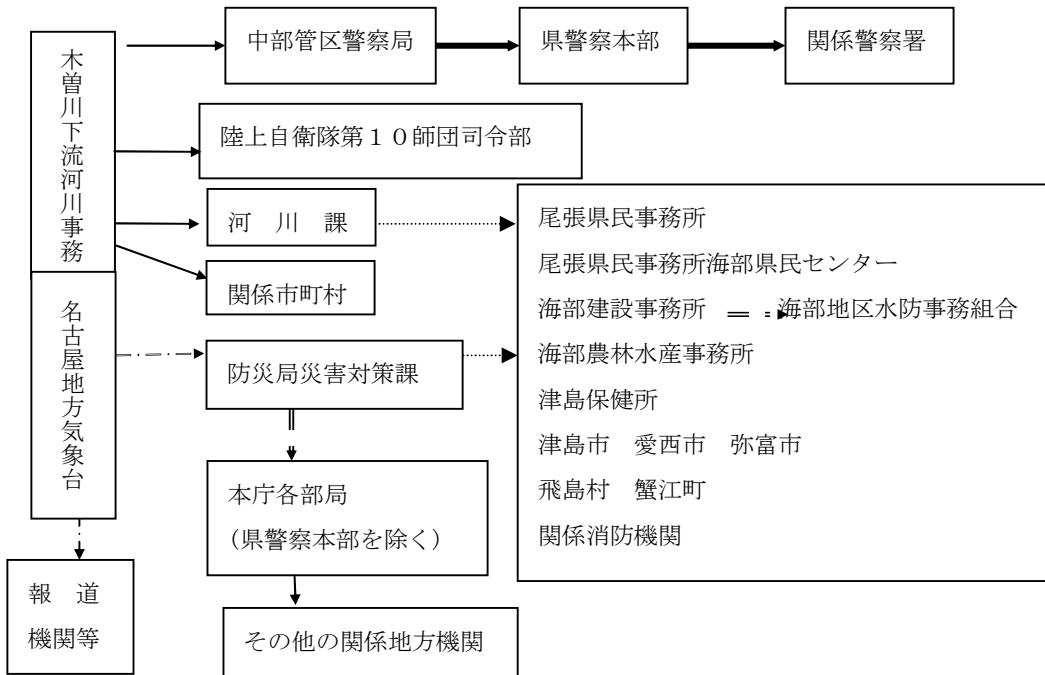 木曽川下流河川事務
中部管区警察局
県警察本部
関係警察署
陸上自衛隊第１０師団司令部
河　川　課
関係市町村
名古屋地方気象台
防災局災害対策課
本庁各部局
（県警察本部を除く）
その他の関係地方機関
報　道
機関等
尾張県民事務所
尾張県民事務所海部県民センター
海部建設事務所　海部地区水防事務組合
海部農林水産事務所
津島保健所
津島市　愛西市　弥富市
飛島村　蟹江町
関係消防機関